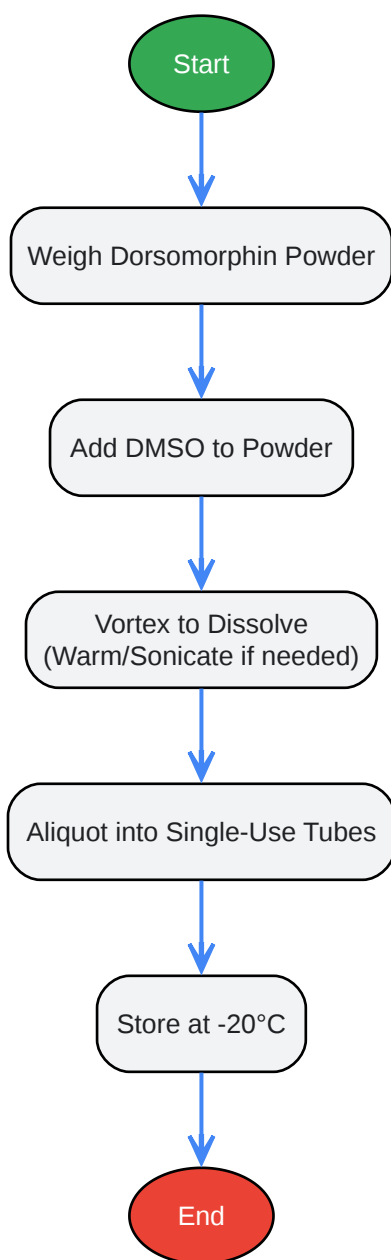 Start
Weigh Dorsomorphin Powder
Add DMSO to Powder
Vortex to Dissolve
(Warm/Sonicate if needed)
Aliquot into Single-Use Tubes
Store at -20°C
End